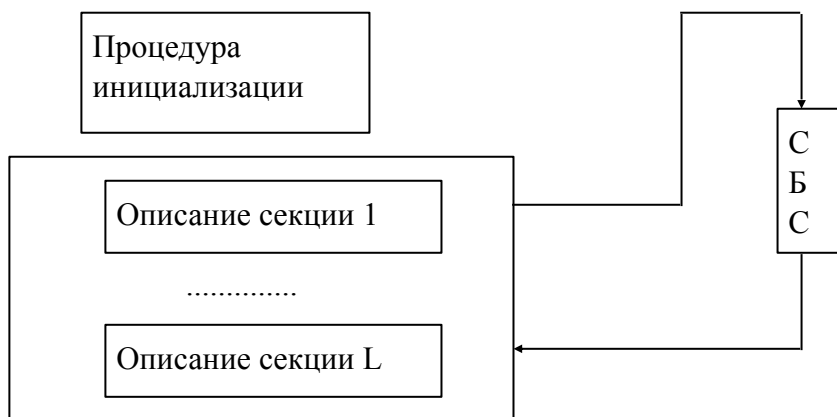 Процедура
инициализации
С
Б
С
Описание секции 1
..............
Описание секции L